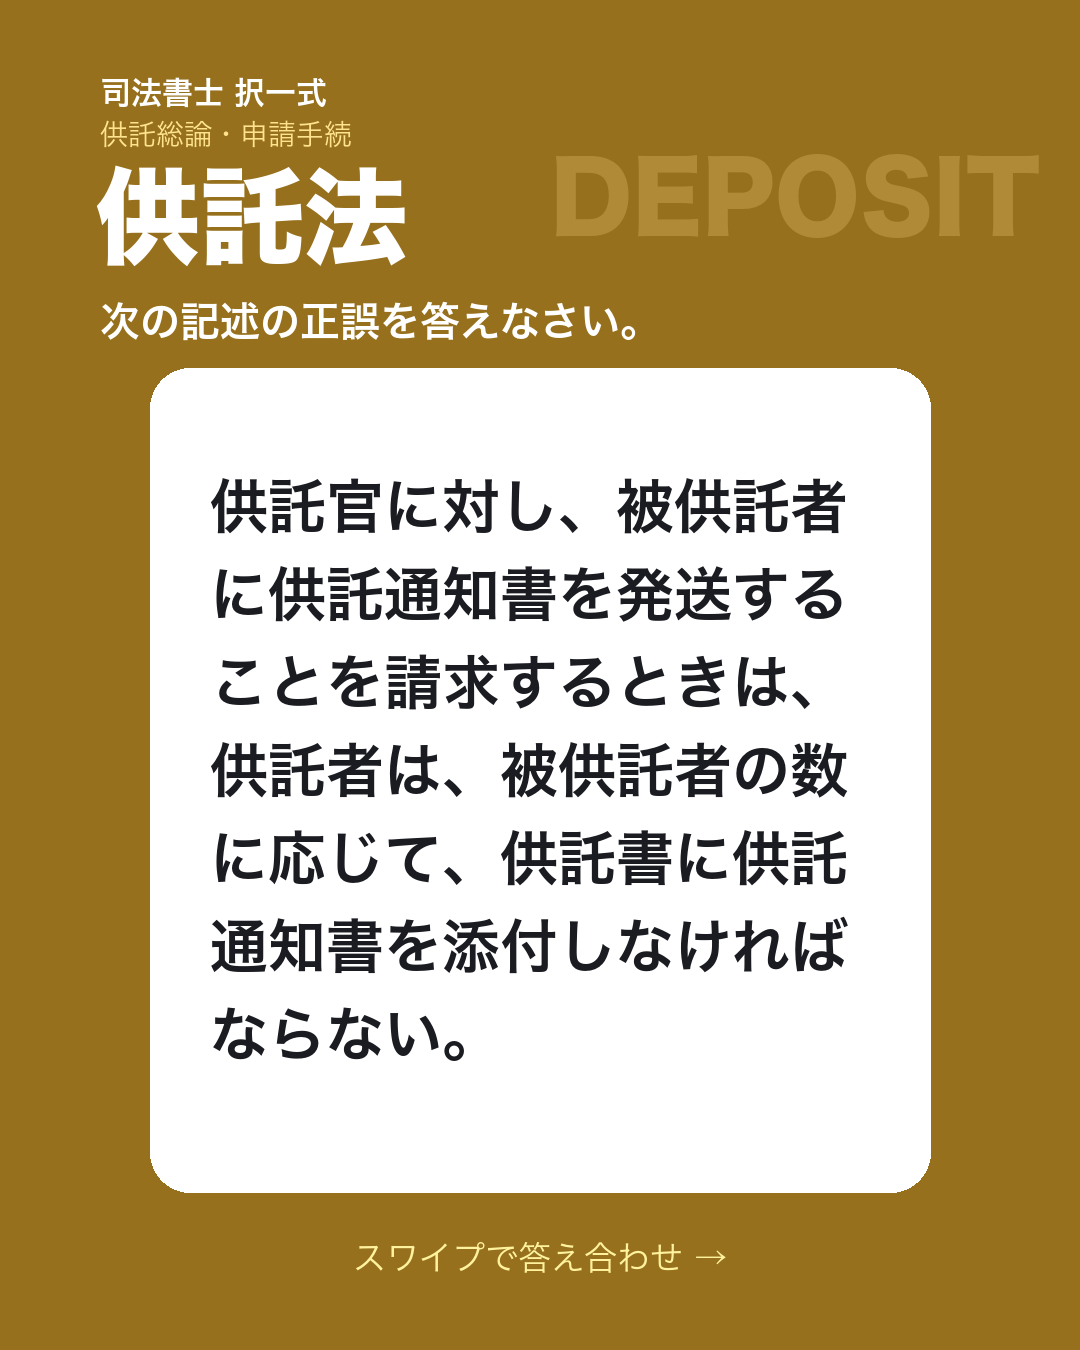 司法書士 択一式
供託総論・申請手続
供託法
DEPOSIT
次の記述の正誤を答えなさい。
供託官に対し、被供託者
に供託通知書を発送する
ことを請求するときは、
供託者は、被供託者の数
に応じて、供託書に供託
通知書を添付しなければ
ならない。
スワイプで答え合わせ →